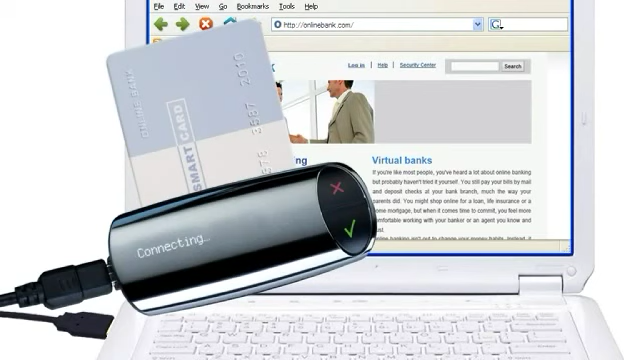 File Edit View Go Bookmarks Tools Help
http://onlinebank.com/
G
k
Log in Help Security Center
Search
ONLINE BANK
SMART CARD
2010
ng
Virtual banks
If you're like most people, you've heard a lot about online banking
but probably haven't tried it yourself. You still pay your bills by mail
and deposit checks at your bank branch, much the way your
parents did. You might shop online for a loan, life insurance or a
home mortgage, but when it comes time to commit, you feel more
comfortable working with your banker or an agent you know and
trust.
Connecting...